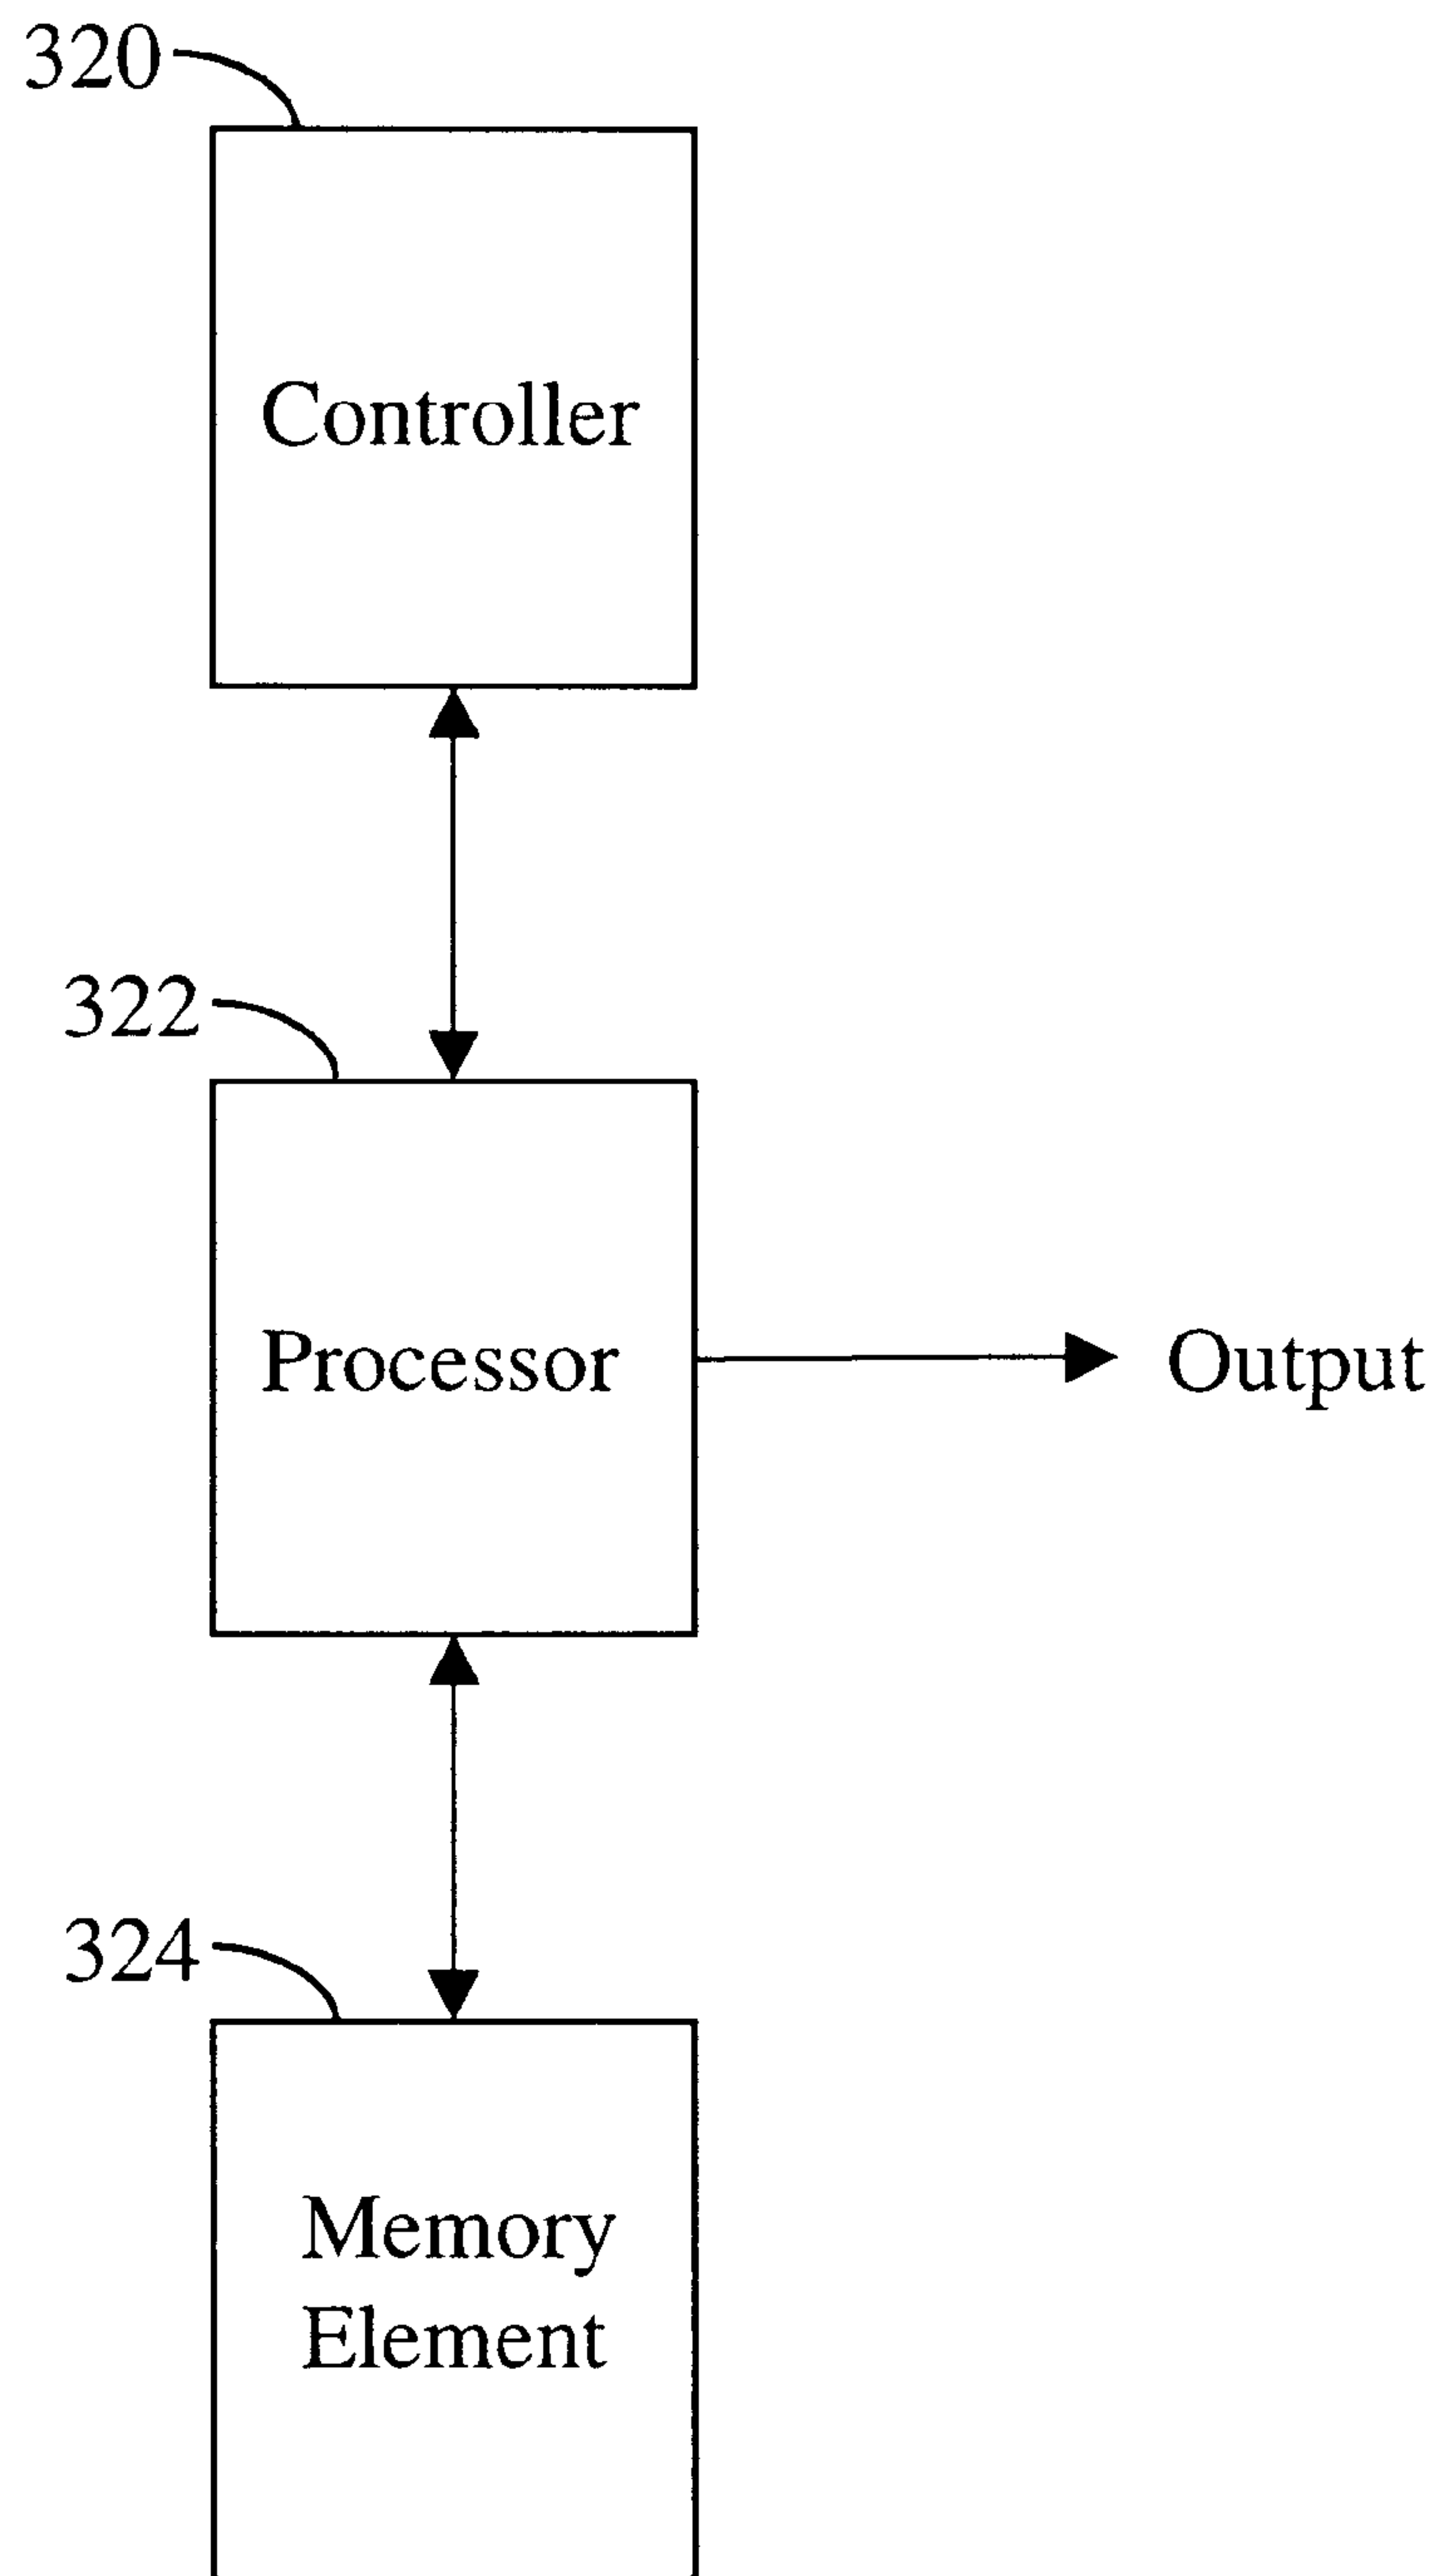 320
Controller
322
Processor
Output
324
Memory
Element